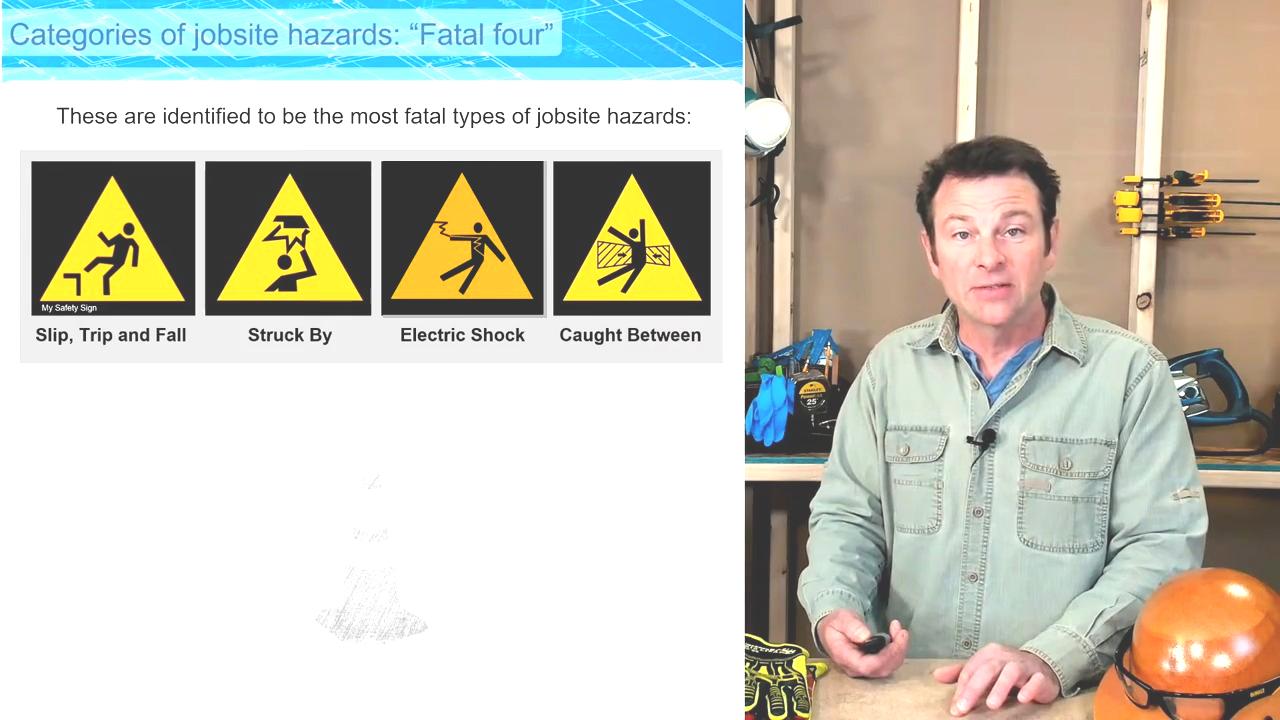 Categories of jobsite hazards: “Fatal four”
These are identified to be the most fatal types of jobsite hazards:
My Safety Sign
Slip, Trip and Fall
Struck By
Electric Shock
Caught Between
STANLEY
25'
DEWALT